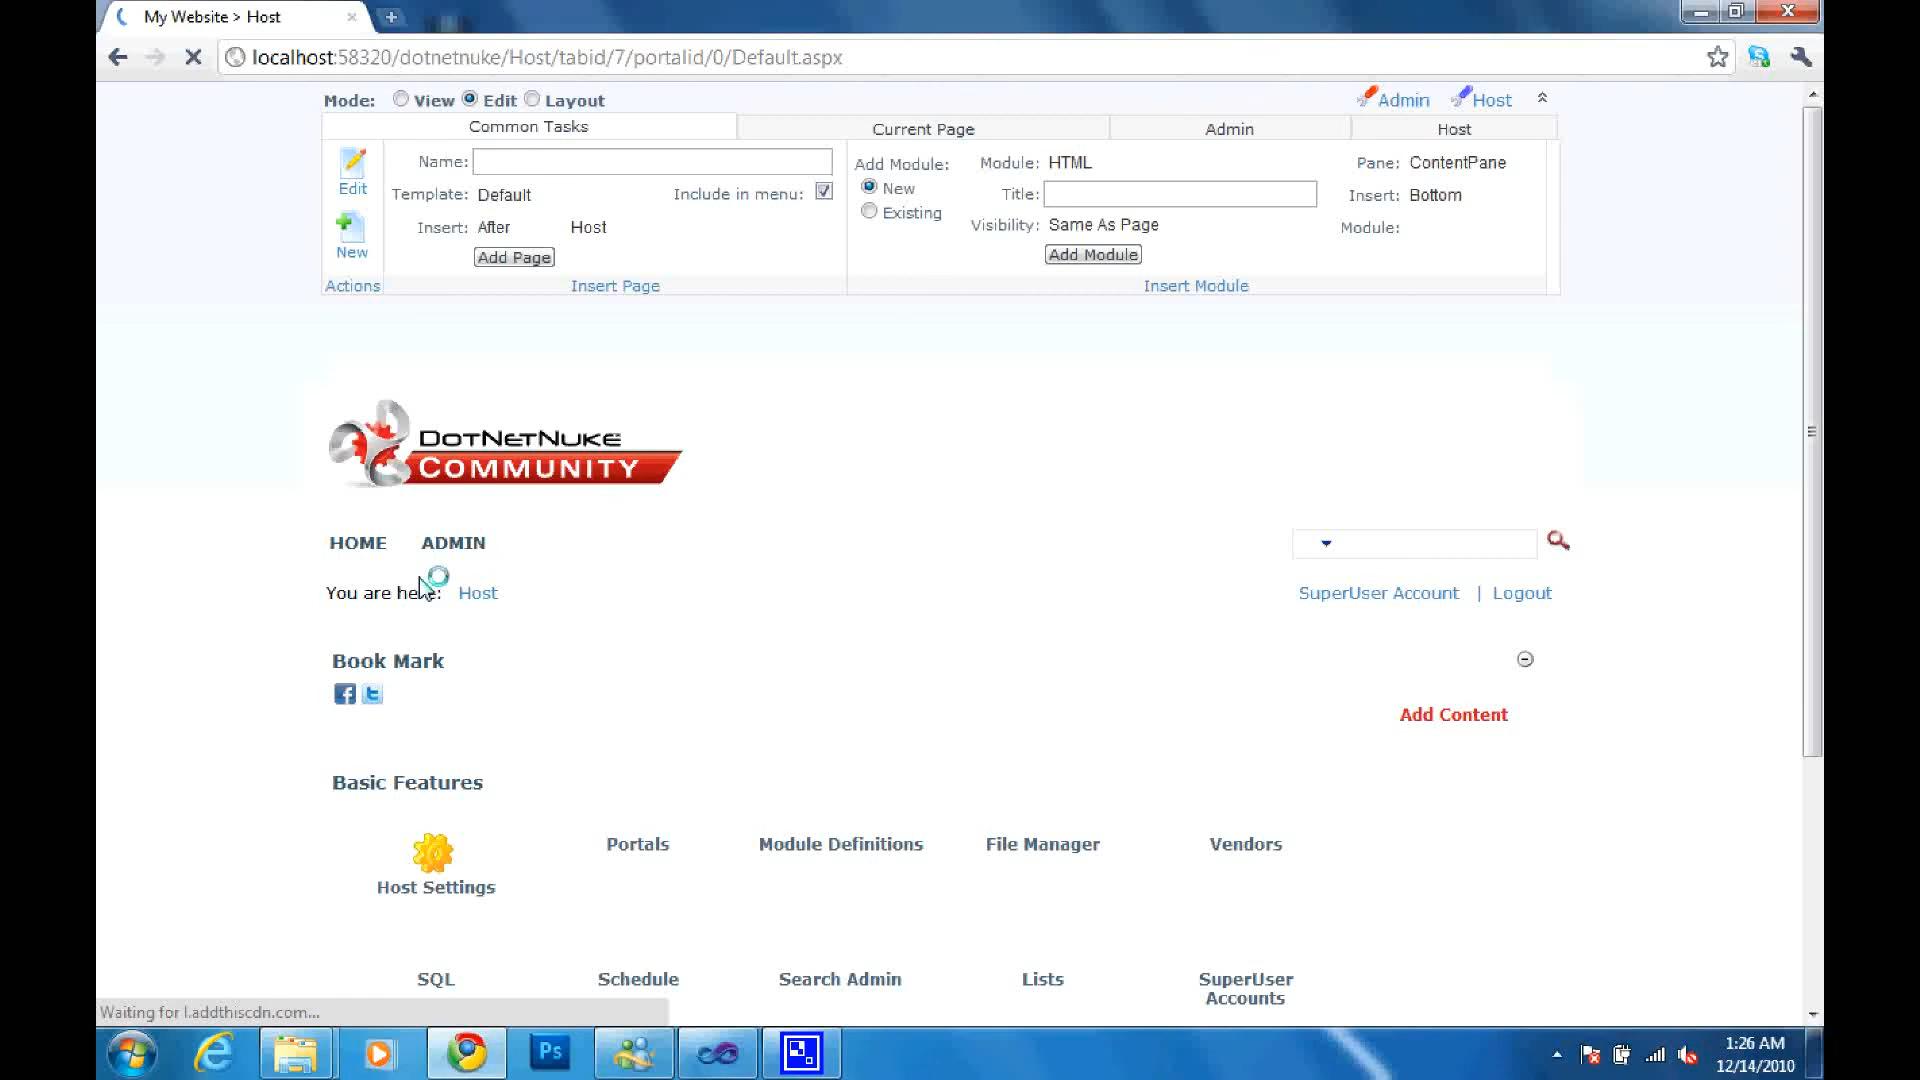 My Website > Host
localhost:58320/dotnetnuke/Host/tabid/7/portalid/0/Default.aspx
Mode: View Edit Layout Admin Host
Common Tasks Current Page Admin Host
Name: Add Module: Module: HTML Pane: ContentPane
Edit New
Template: Default Include in menu: Title: Insert: Bottom
Existing
Insert: After Host Visibility: Same As Page Module:
New Add Page Add Module
Actions Insert Page Insert Module
DotNetNuke
Community
HOME ADMIN
You are here: Host SuperUser Account | Logout
Book Mark
Add Content
Basic Features
Portals Module Definitions File Manager Vendors
Host Settings
SQL Schedule Search Admin Lists SuperUser
Accounts
Waiting for l.addthiscdn.com...
Ps
1:26 AM
12/14/2010